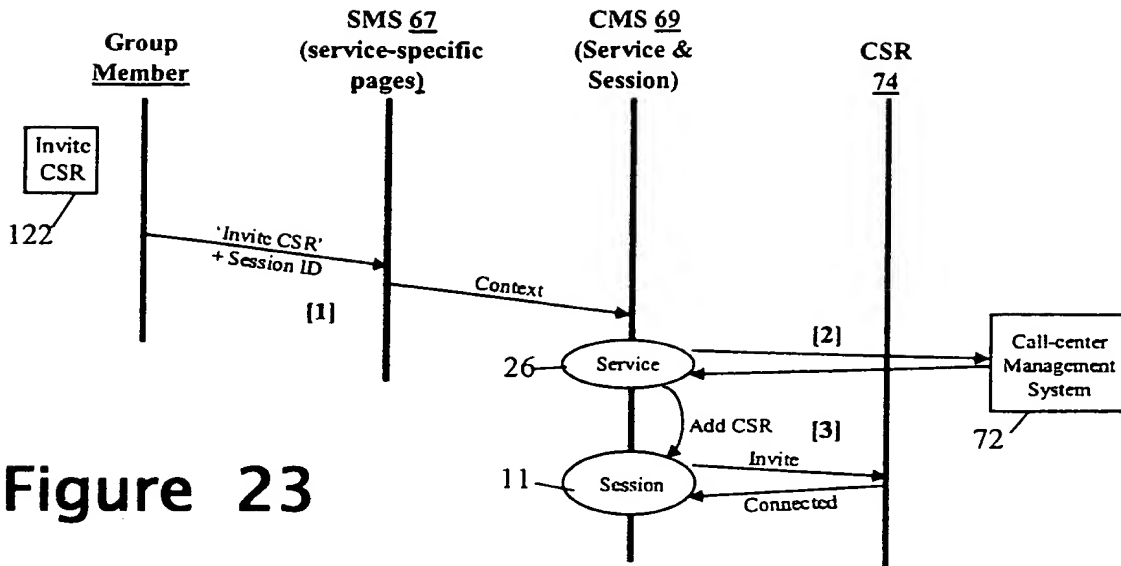 Group
Member
SMS 67
(service-specific
pages)
CMS 69
(Service &
Session)
CSR
74
Invite
CSR
122
'Invite CSR'
+ Session ID
[1]
Context
[2]
Call-center
Management
System
72
26
Service
Add CSR
[3]
Invite
11
Session
Connected
Figure 23